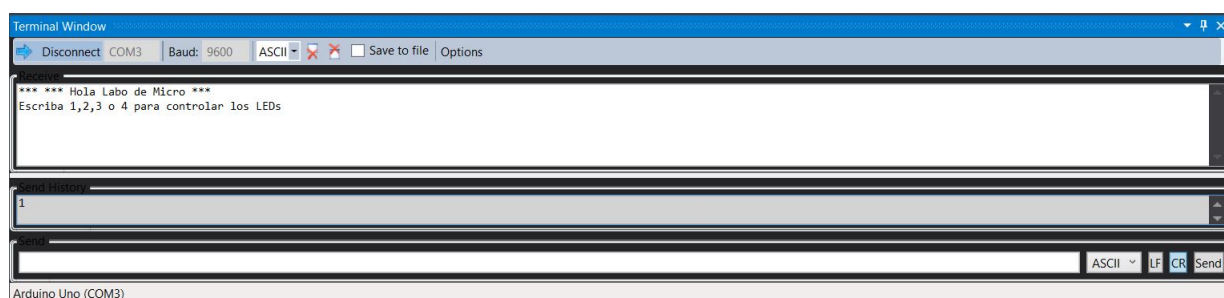 Terminal Window
Disconnect COM3 Baud: 9600 ASCII Save to file Options
Receive
*** *** Hola Labo de Micro ***
Escriba 1,2,3 o 4 para controlar los LEDs
Send History
1
Send
ASCII LF CR Send
Arduino Uno (COM3)